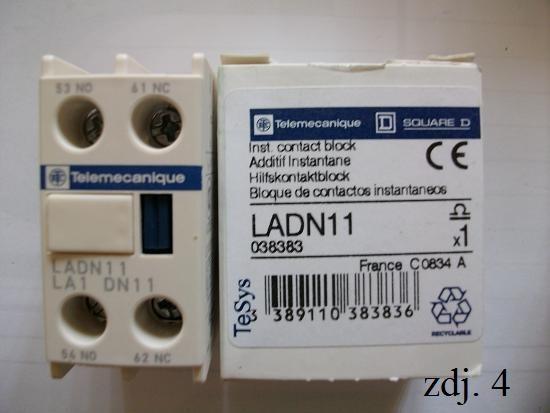 53 NO 61 NC
Telemecanique
LADN11
LA1 DN11
54 NO 62 NC
Telemecanique SQUARE D
Inst. contact block
Additif Instantane
Hilfskontaktblock
Bloque de contactos instantaneos
CE
LADN11
038383
x1
France C 0834 A
TeSys
3 389110 383836
RECYCLABLE
zdj. 4